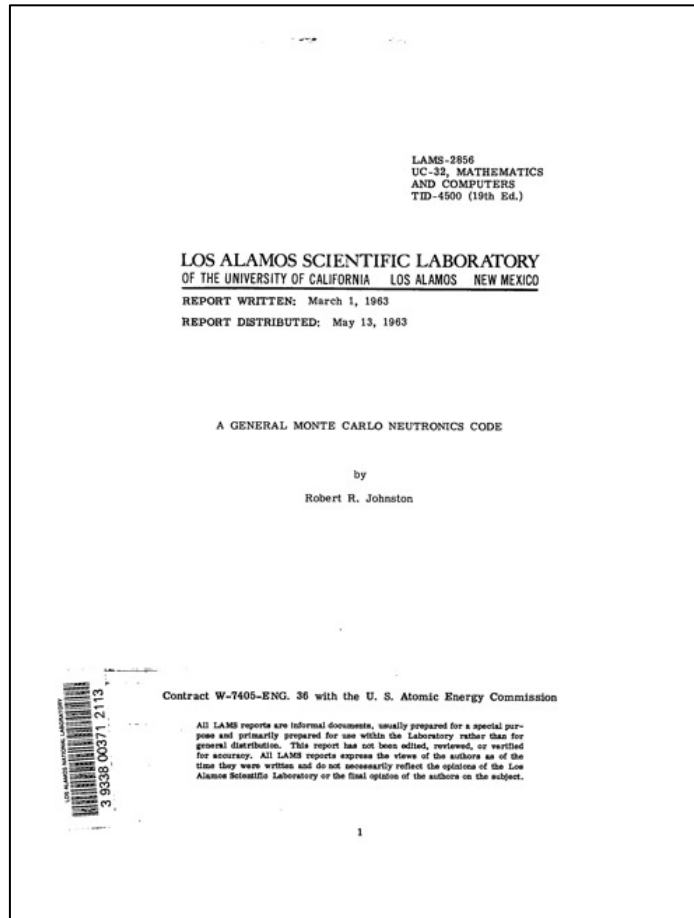 LAMS-2856
UC-32, MATHEMATICS
AND COMPUTERS
TID-4500 (19th Ed.)
LOS ALAMOS SCIENTIFIC LABORATORY
OF THE UNIVERSITY OF CALIFORNIA LOS ALAMOS NEW MEXICO
REPORT WRITTEN: March 1, 1963
REPORT DISTRIBUTED: May 13, 1963
A GENERAL MONTE CARLO NEUTRONICS CODE
by
Robert R. Johnston
LOS ALAMOS NATIONAL LABORATORY
3 9338 00371 2113
Contract W-7405-ENG. 36 with the U. S. Atomic Energy Commission
All LAMS reports are informal documents, usually prepared for a special pur-
pose and primarily prepared for use within the Laboratory rather than for
general distribution. This report has not been edited, reviewed, or verified
for accuracy. All LAMS reports express the views of the authors as of the
time they were written and do not necessarily reflect the opinions of the Los
Alamos Scientific Laboratory or the final opinion of the authors on the subject.
1